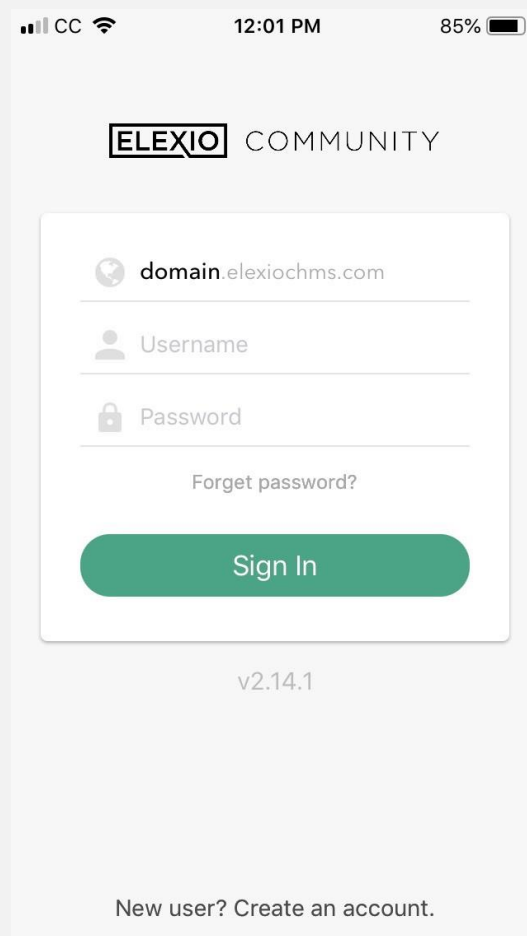 CC 12:01 PM 85%
ELEXIO COMMUNITY
domain.elexiochms.com
Username
Password
Forget password?
Sign In
v2.14.1
New user? Create an account.